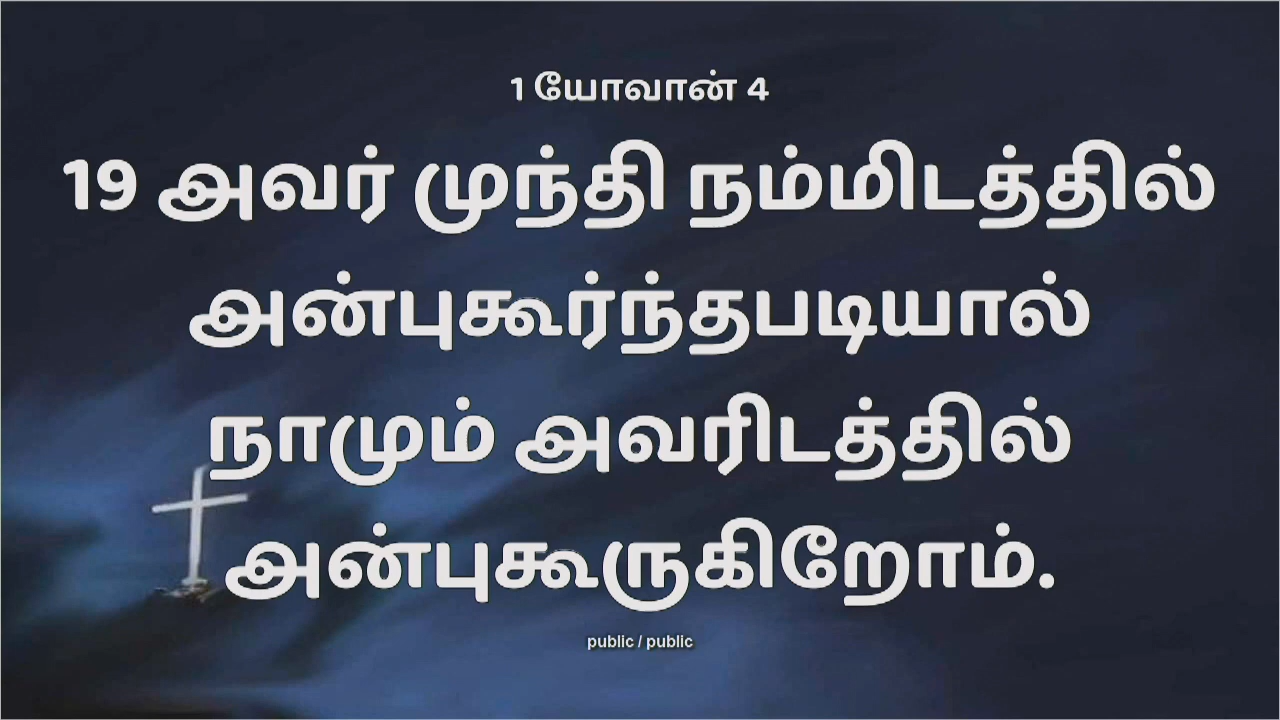 1 யோவான் 4
19 அவர் முந்தி நம்மிடத்தில்
அன்புகூர்ந்தபடியால்
நாமும் அவரிடத்தில்
அன்புகூருகிறோம்.
public / public